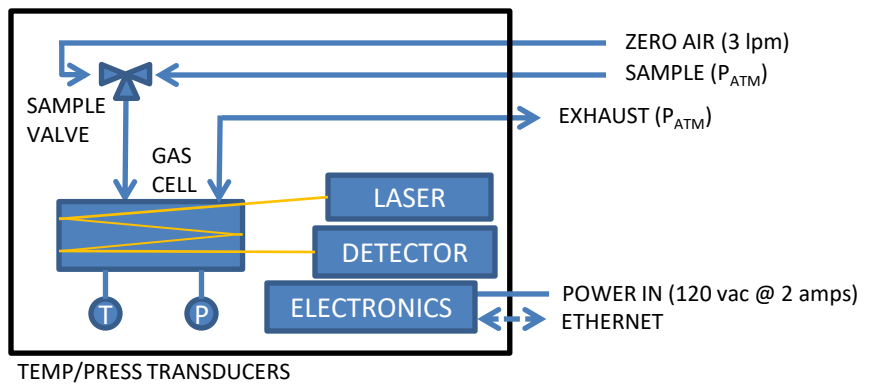 ZERO AIR (3 lpm)
SAMPLE (PATM)
SAMPLE
VALVE
EXHAUST (PATM)
GAS
CELL
LASER
DETECTOR
ELECTRONICS
T
P
POWER IN (120 vac @ 2 amps)
ETHERNET
TEMP/PRESS TRANSDUCERS